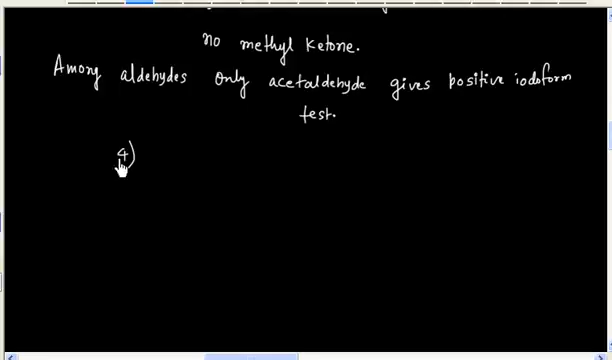 no methyl ketone.
Among aldehydes only acetaldehyde gives positive iodoform
test.
4)